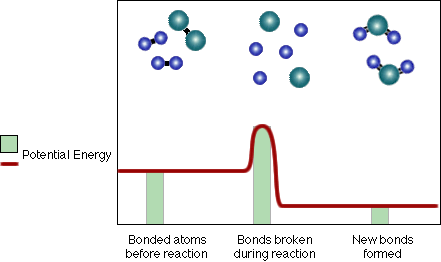 Potential Energy
Bonded atoms
before reaction
Bonds broken
during reaction
New bonds
formed